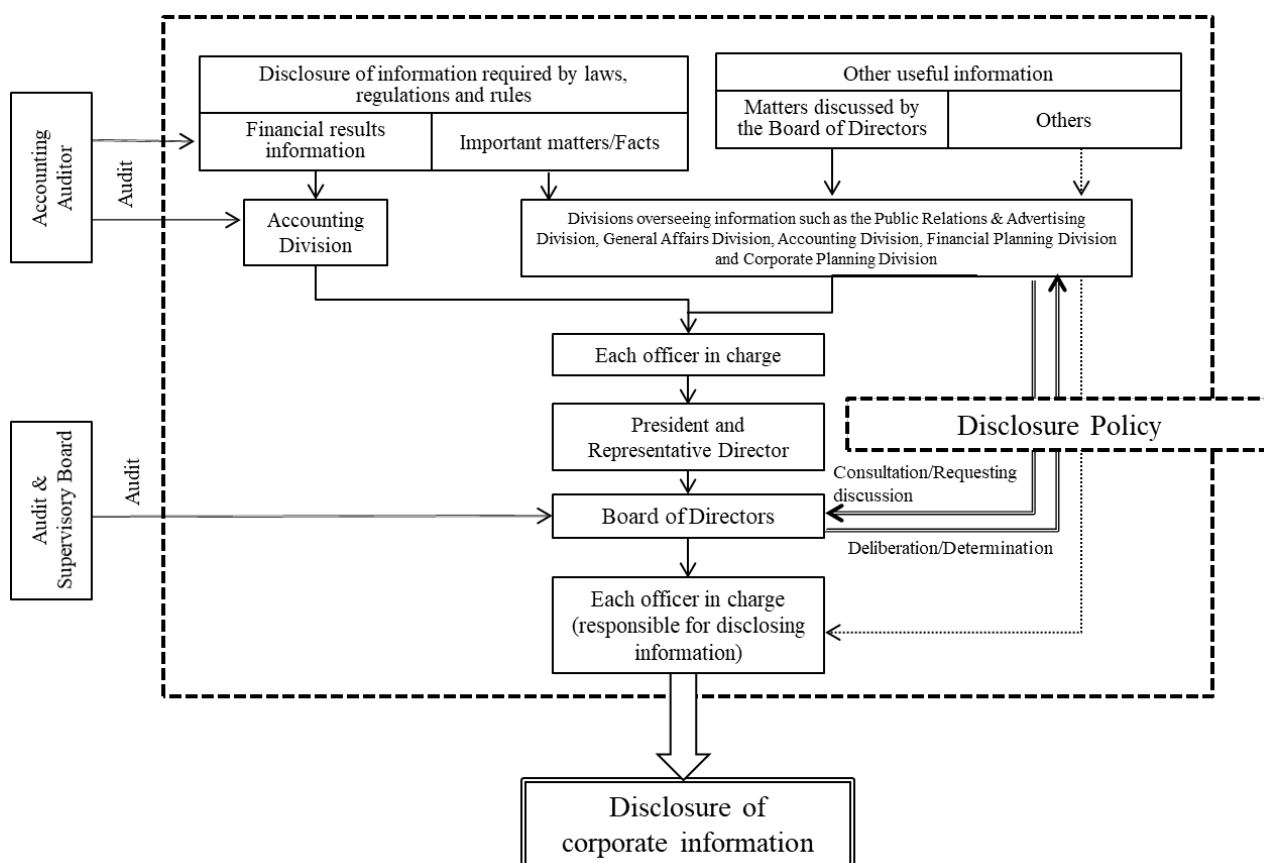 Disclosure of information required by laws,
regulations and rules
Financial results
information
Important matters/Facts
Other useful information
Matters discussed by
the Board of Directors
Others
Accounting
Auditor
Audit
Accounting
Division
Divisions overseeing information such as the Public Relations & Advertising
Division, General Affairs Division, Accounting Division, Financial Planning Division
and Corporate Planning Division
Each officer in charge
President and
Representative Director
Disclosure Policy
Audit &
Supervisory Board
Audit
Board of Directors
Consultation/Requesting
discussion
Deliberation/Determination
Each officer in charge
(responsible for disclosing
information)
Disclosure of
corporate information